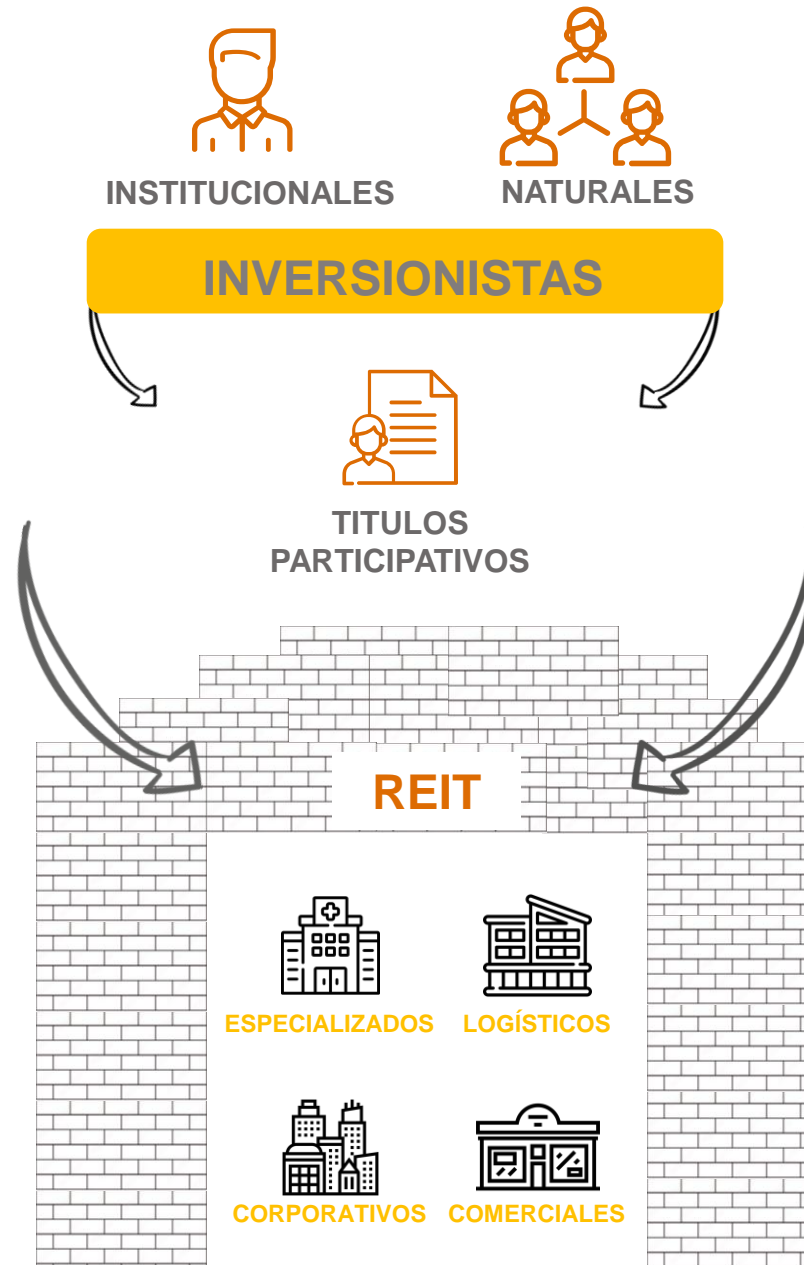 INSTITUCIONALES
NATURALES
INVERSIONISTAS
TITULOS
PARTICIPATIVOS
REIT
ESPECIALIZADOS
LOGÍSTICOS
CORPORATIVOS
COMERCIALES